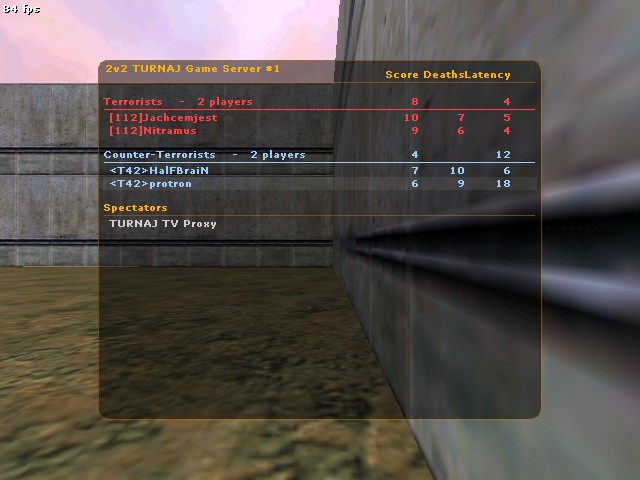 84 fps
2v2 TURNAJ Game Server #1
Score Deaths Latency
Terrorists - 2 players 8 4
[112]Jachcemjest 10 7 5
[112]Nitramus 9 6 4
Counter-Terrorists - 2 players 4 12
<T42>HalFBraiN 7 10 6
<T42>protron 6 9 18
Spectators
TURNAJ TV Proxy